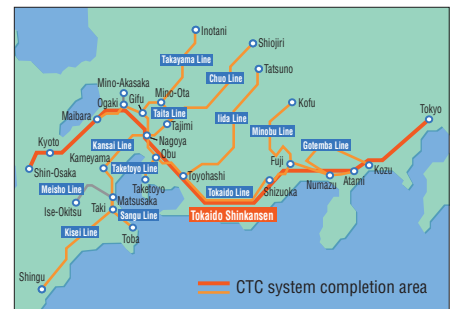 Inotani
Shiojiri
Takayama Line
Chuo Line
Tatsuno
Mino-Akasaka
Mino-Ota
Ogaki
Gifu
Iida Line
Kofu
Tokyo
Maibara
Taita Line
Minobu Line
Tajimi
Gotemba Line
Kyoto
Kansai Line
Nagoya
Obu
Fuji
Kameyama
Taketoyo Line
Shin-Osaka
Toyohashi
Kozu
Meisho Line
Taketoyo
Tokaido Line
Shizuoka
Numazu
Atami
Matsusaka
Ise-Okitsu
Taki
Sangu Line
Tokaido Shinkansen
Kisei Line
Toba
Shingu
CTC system completion area